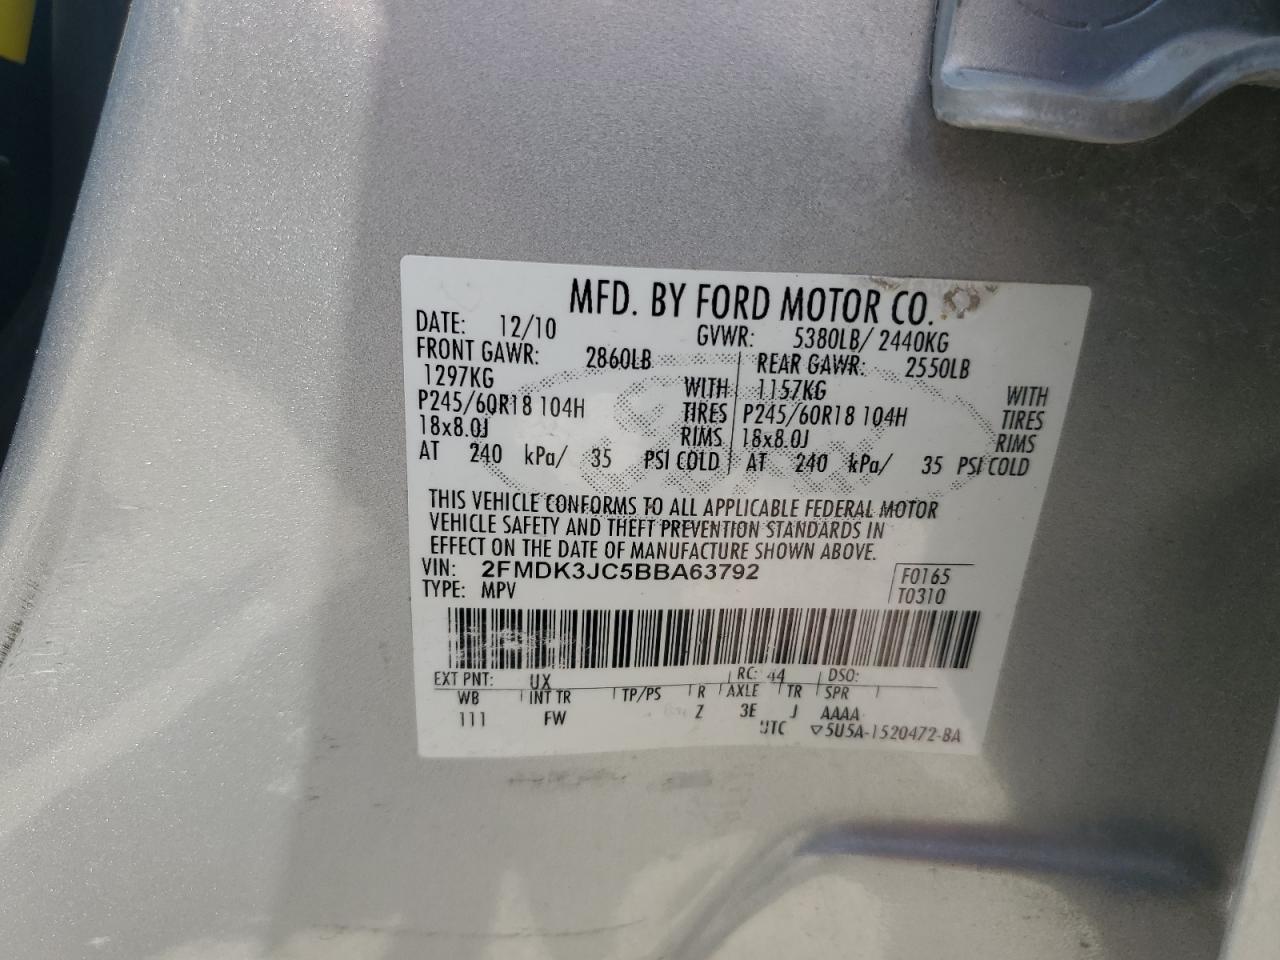 MFD. BY FORD MOTOR CO.
DATE: 12/10 GVWR: 5380LB/ 2440KG
FRONT GAWR: 2860LB REAR GAWR: 2550LB
1297KG WITH 1157KG WITH
P245/60R18 104H TIRES P245/60R18 104H TIRES
18x8.0J RIMS 18x8.0J RIMS
AT 240 kPa/ 35 PSI COLD AT 240 kPa/ 35 PSI COLD
THIS VEHICLE CONFORMS TO ALL APPLICABLE FEDERAL MOTOR
VEHICLE SAFETY AND THEFT PREVENTION STANDARDS IN
EFFECT ON THE DATE OF MANUFACTURE SHOWN ABOVE.
VIN: 2FMDK3JC5BBA63792 F0165
TYPE: MPV T0310
EXT PNT: UX RC: 44 DSO:
WB INT TR TP/PS R AXLE TR SPR
111 FW Z 3E J AAAA
UTC ▽5U5A-1520472-BA